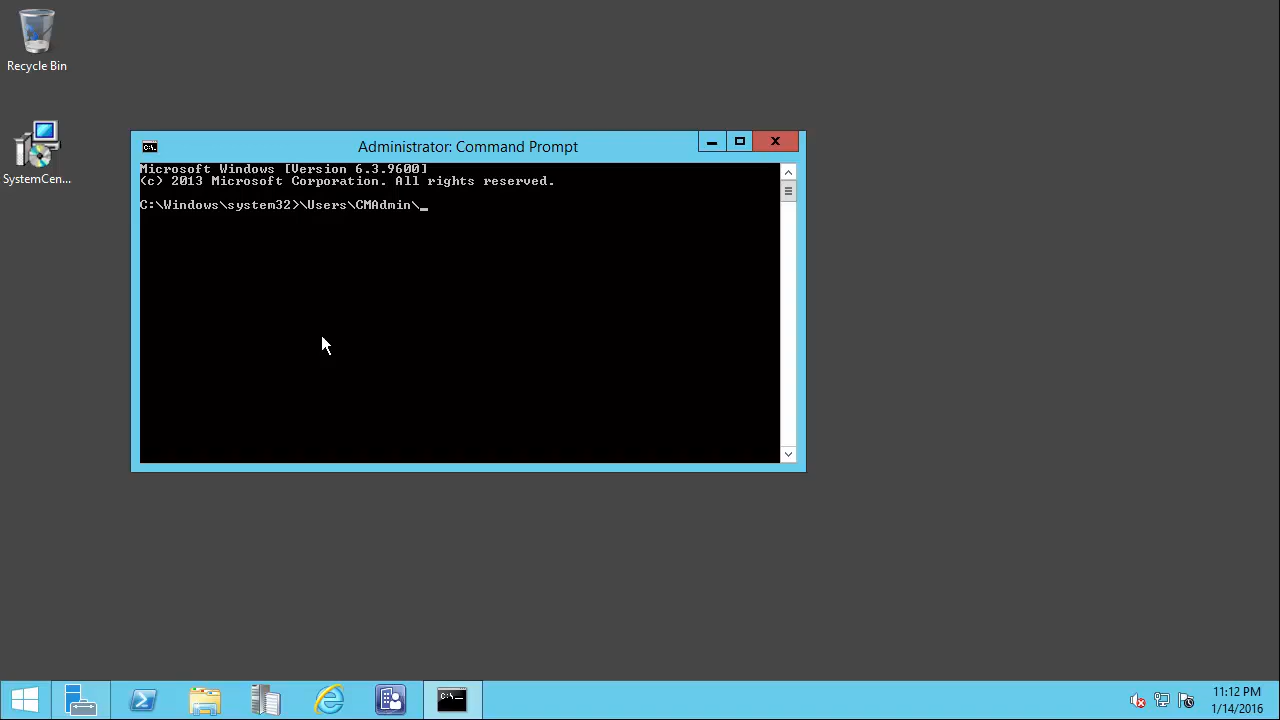 Recycle Bin
SystemCen...
Administrator: Command Prompt
Microsoft Windows [Version 6.3.9600]
(c) 2013 Microsoft Corporation. All rights reserved.
C:\Windows\system32>\Users\CMAdmin\_
11:12 PM
1/14/2016